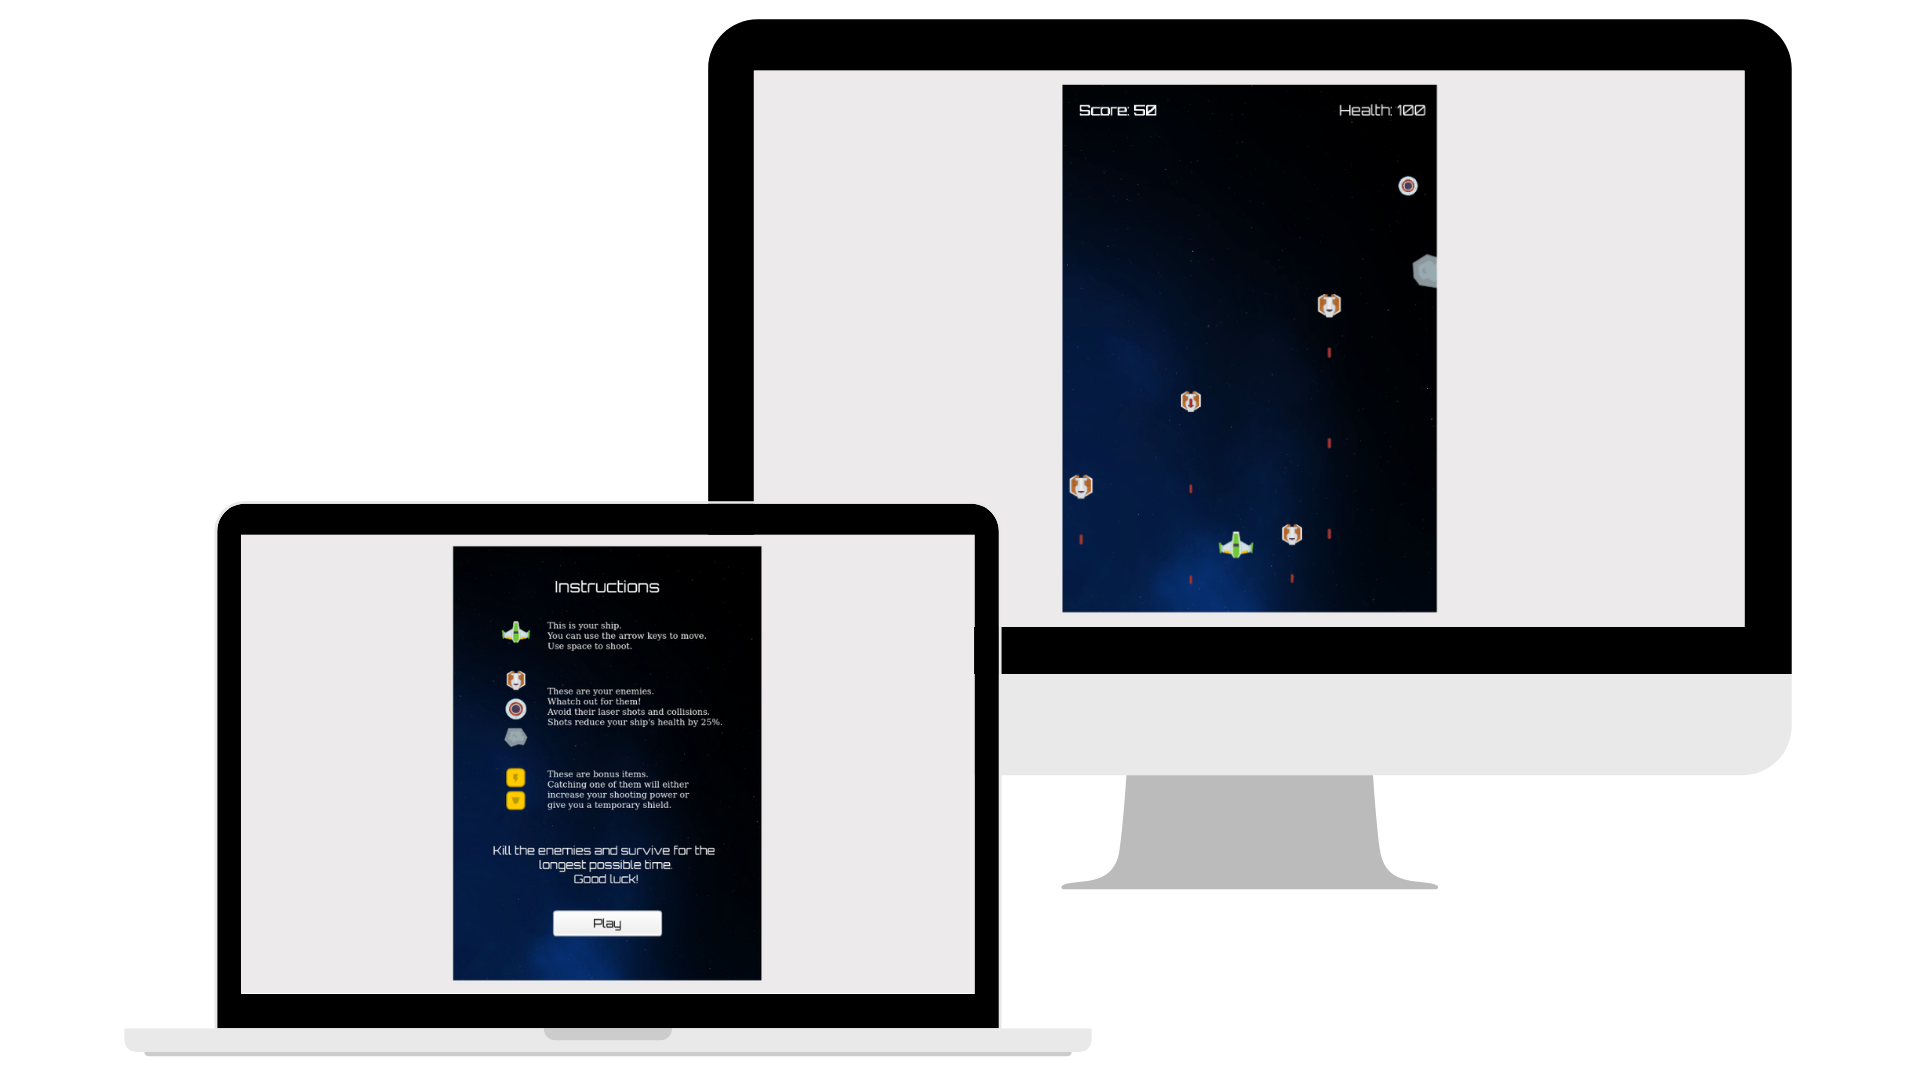 Score: 50
Health: 100
Instructions
This is your ship.
You can use the arrow keys to move.
Use space to shoot.
These are your enemies.
Whatch out for them!
Avoid their laser shots and collisions.
Shots reduce your ship's health by 25%.
These are bonus items.
Catching one of them will either
increase your shooting power or
give you a temporary shield.
Kill the enemies and survive for the
longest possible time.
Good luck!
Play